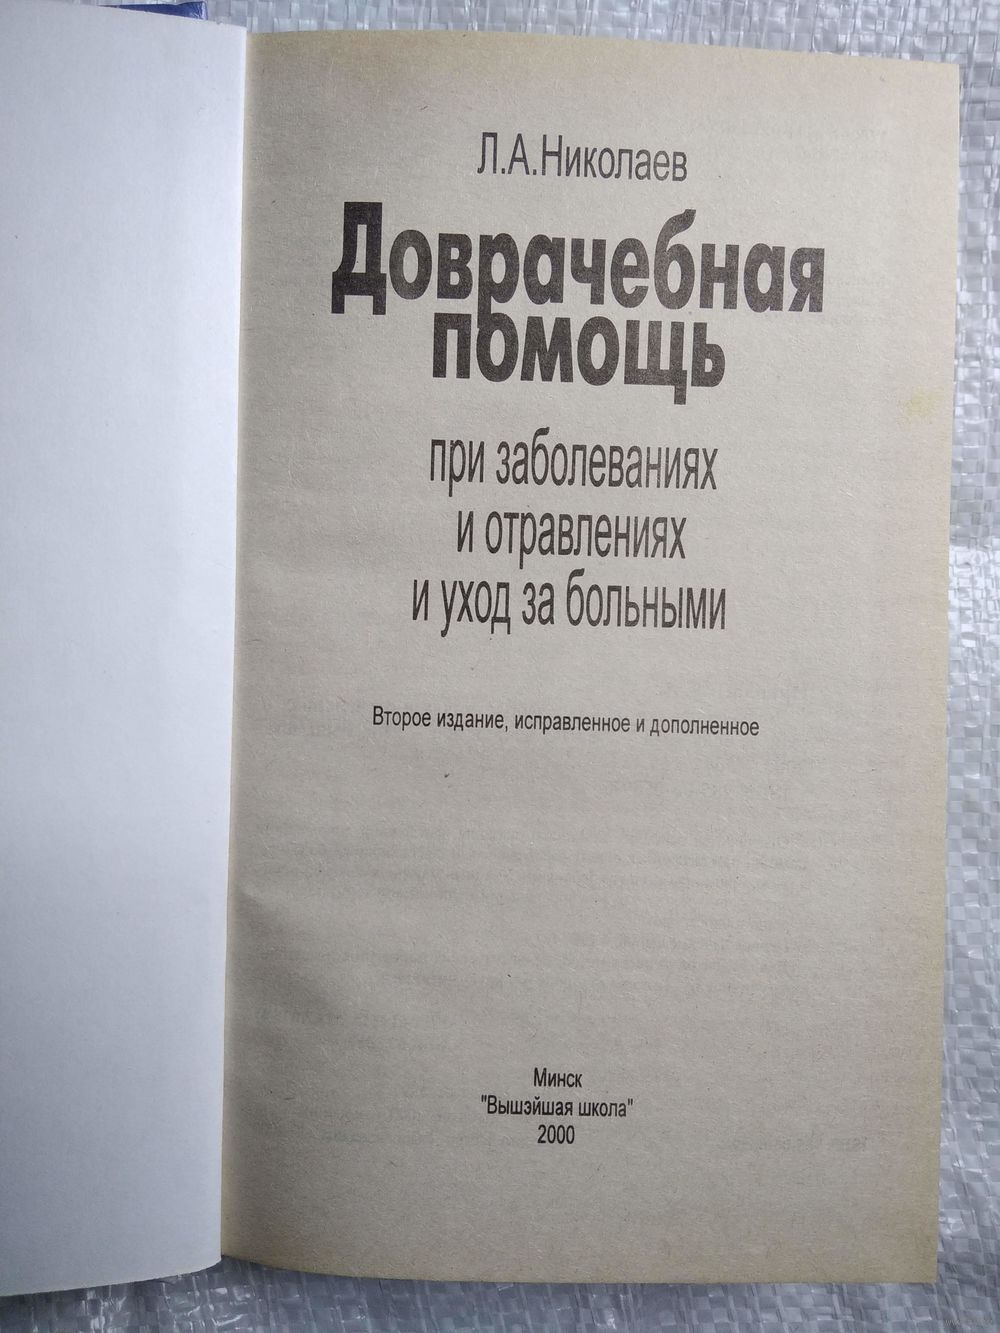 Л.А.Николаев
Доврачебная
помощь
при заболеваниях
и отравлениях
и уход за больными
Второе издание, исправленное и дополненное
Минск
"Вышэйшая школа"
2000